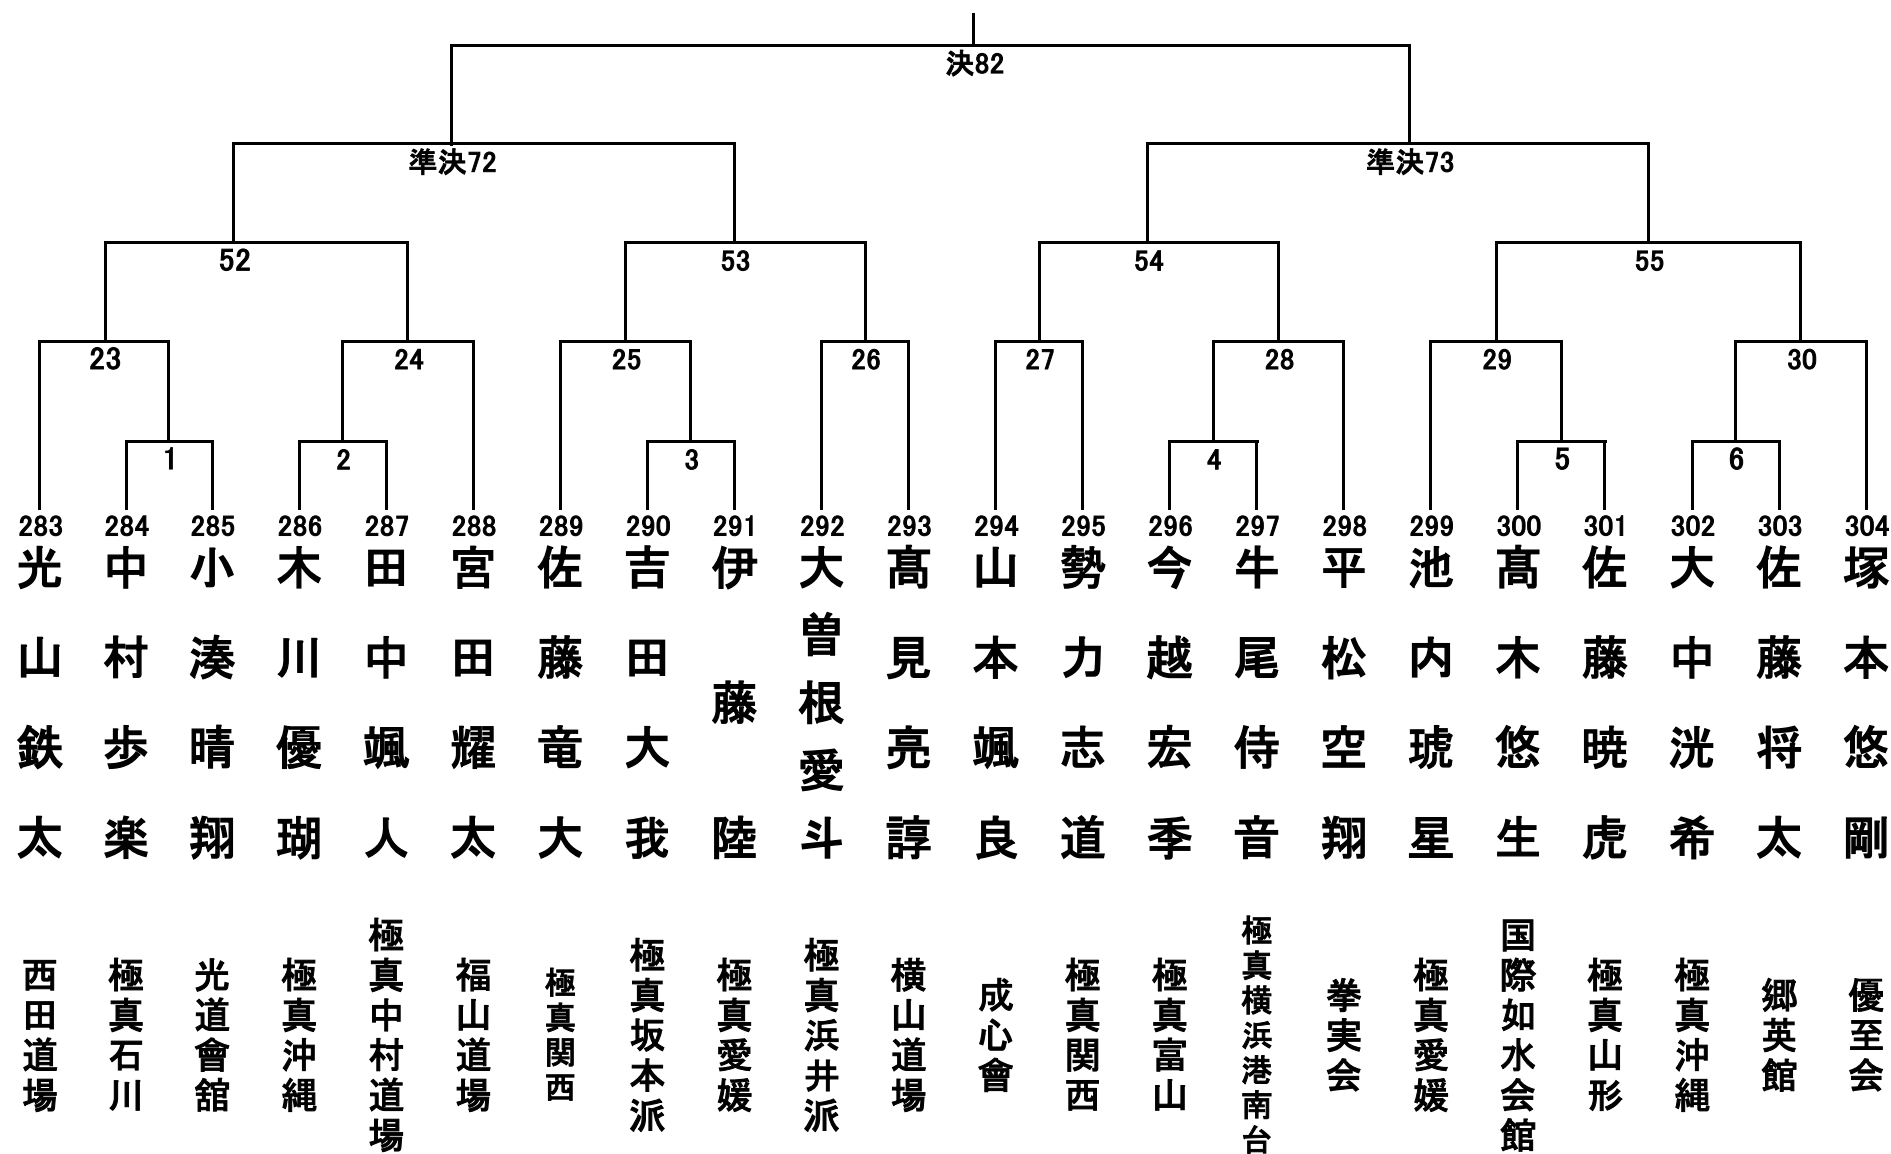 決82
準決72
準決73
52
53
54
55
23
24
25
26
27
28
29
30
1
2
3
4
5
6
283
光山鉄太
西田道場
284
中村歩楽
極真石川
285
小湊晴翔
光道會舘
286
木川優瑚
極真沖縄
287
田中颯人
極真中村道場
288
宮田耀太
福山道場
289
佐藤竜大
極真関西
290
吉田大我
極真坂本派
291
伊藤陸
極真愛媛
292
大曽根愛斗
極真浜井派
293
髙見亮諄
横山道場
294
山本颯良
成心會
295
勢力志道
極真関西
296
今越宏季
極真富山
297
牛尾侍音
極真横浜港南台
298
平松空翔
拳実会
299
池内琥星
極真愛媛
300
髙木悠生
国際如水会館
301
佐藤暁虎
極真山形
302
大中洸希
極真沖縄
303
佐藤将太
郷英館
304
塚本悠剛
優至会